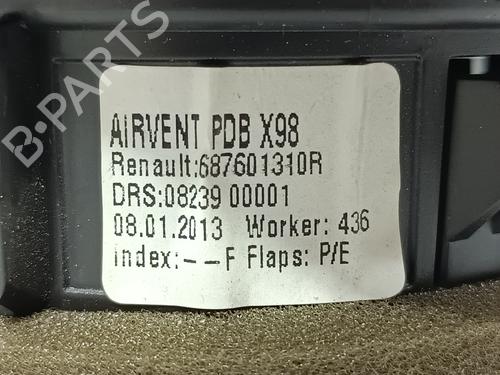 AIRVENT PDB X98
Renault:687601310R
DRS:08239 00001
08.01.2013 Worker: 436
index:--F Flaps: P/E
B-PARTS